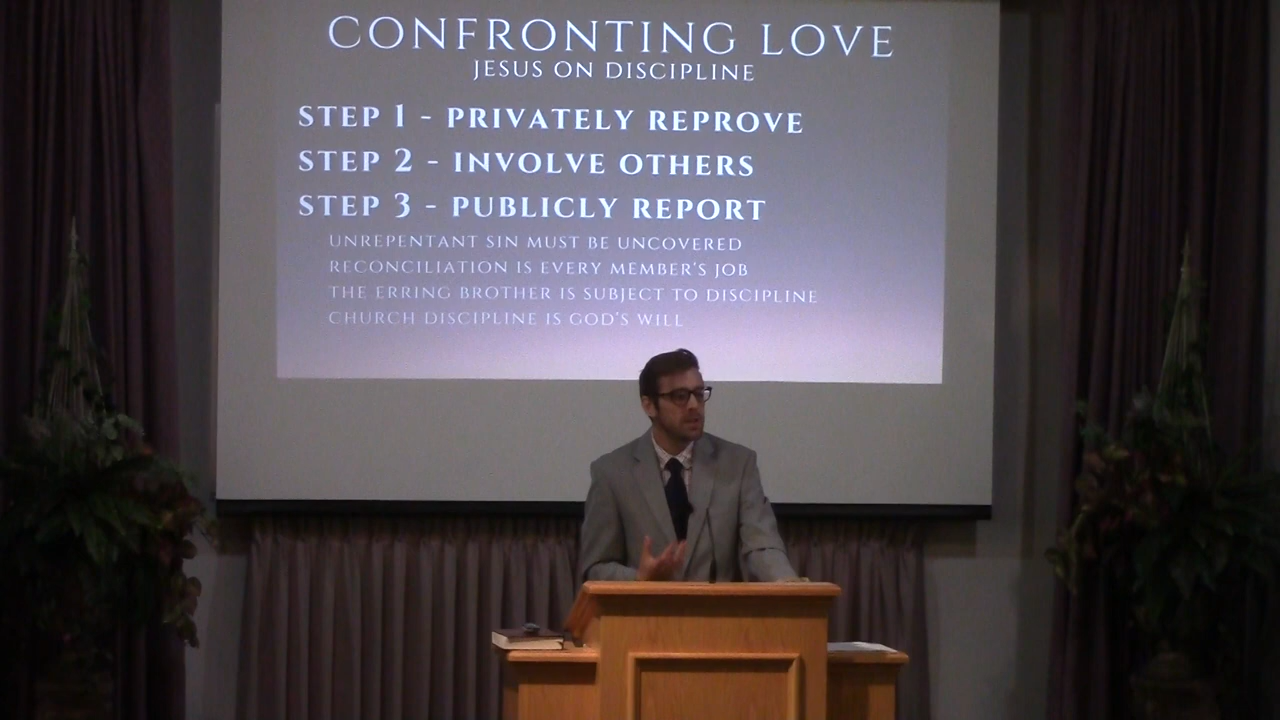 CONFRONTING LOVE
JESUS ON DISCIPLINE
STEP 1 - PRIVATELY REPROVE
STEP 2 - INVOLVE OTHERS
STEP 3 - PUBLICLY REPORT
UNREPENTANT SIN MUST BE UNCOVERED
RECONCILIATION IS EVERY MEMBER'S JOB
THE ERRING BROTHER IS SUBJECT TO DISCIPLINE
CHURCH DISCIPLINE IS GOD'S WILL